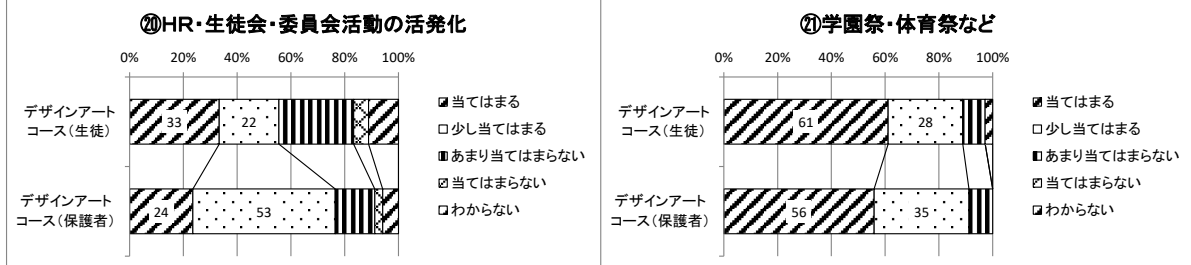 ⑳HR・生徒会・委員会活動の活発化
0% 20% 40% 60% 80% 100%
デザインアート
コース(生徒)
33 22
デザインアート
コース(保護者)
24 53
当てはまる
少し当てはまる
あまり当てはまらない
当てはまらない
わからない
㉑学園祭・体育祭など
0% 20% 40% 60% 80% 100%
デザインアート
コース(生徒)
61 28
デザインアート
コース(保護者)
56 35
当てはまる
少し当てはまる
あまり当てはまらない
当てはまらない
わからない